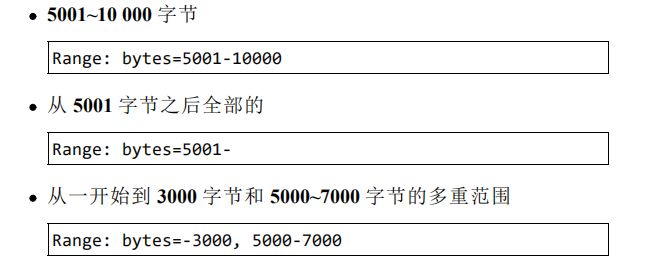 • 5001~10 000 字节
Range: bytes=5001-10000
• 从 5001 字节之后全部的
Range: bytes=5001-
• 从一开始到 3000 字节和 5000~7000 字节的多重范围
Range: bytes=-3000, 5000-7000